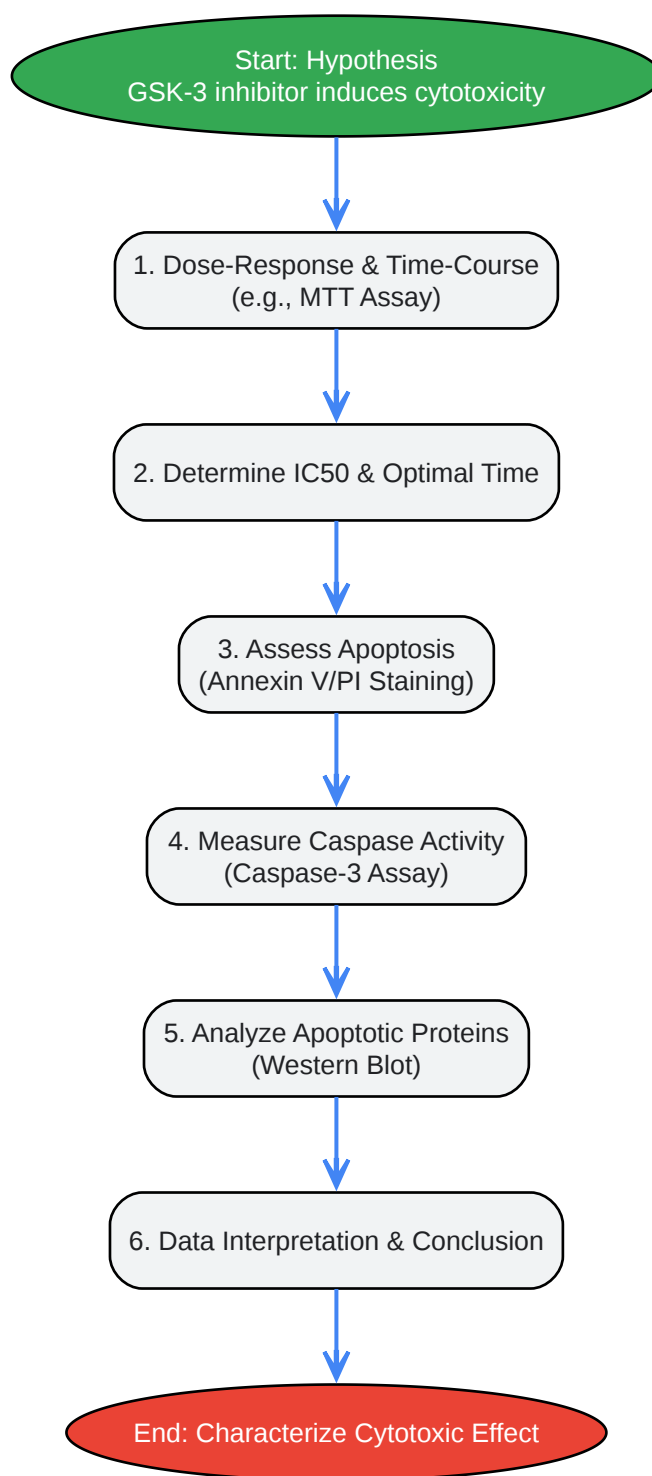 Start: Hypothesis
GSK-3 inhibitor induces cytotoxicity
1. Dose-Response & Time-Course
(e.g., MTT Assay)
2. Determine IC50 & Optimal Time
3. Assess Apoptosis
(Annexin V/PI Staining)
4. Measure Caspase Activity
(Caspase-3 Assay)
5. Analyze Apoptotic Proteins
(Western Blot)
6. Data Interpretation & Conclusion
End: Characterize Cytotoxic Effect